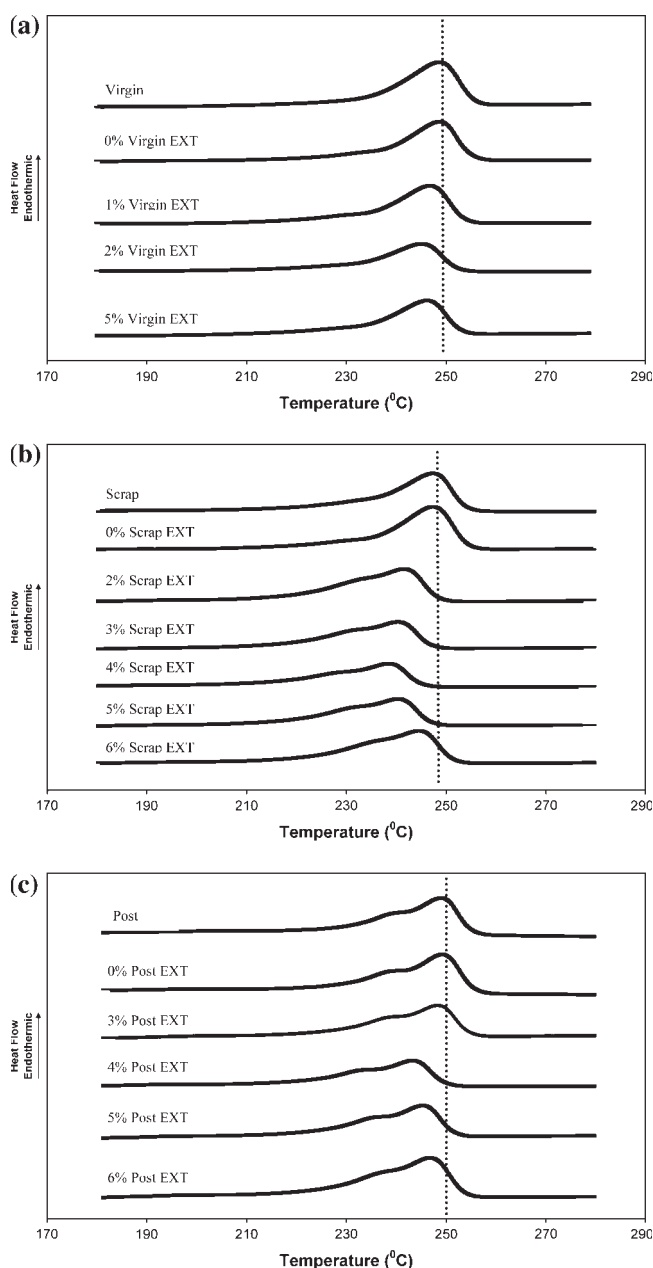 (a)
Virgin
0% Virgin EXT
1% Virgin EXT
2% Virgin EXT
5% Virgin EXT
Heat Flow
Endothermic
170 190 210 230 250 270 290
Temperature (⁰C)
(b)
Scrap
0% Scrap EXT
2% Scrap EXT
3% Scrap EXT
4% Scrap EXT
5% Scrap EXT
6% Scrap EXT
Heat Flow
Endothermic
170 190 210 230 250 270 290
Temperature (⁰C)
(c)
Post
0% Post EXT
3% Post EXT
4% Post EXT
5% Post EXT
6% Post EXT
Heat Flow
Endothermic
170 190 210 230 250 270 290
Temperature (⁰C)